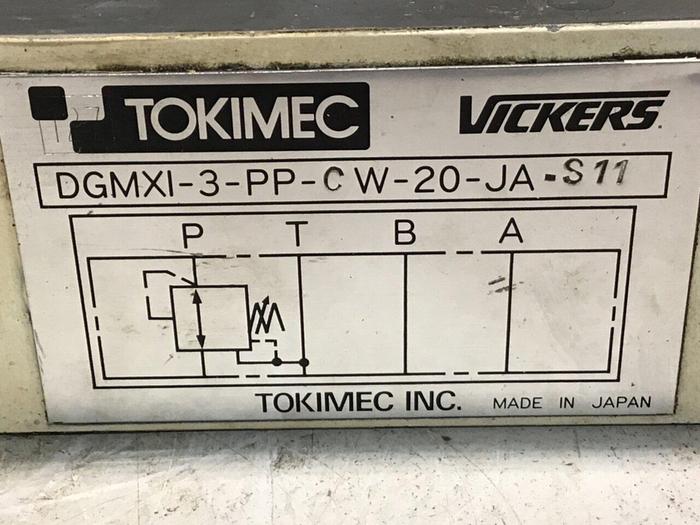 TOKIMEC VICKERS.
DGMXI-3-PP-CW-20-JA-S11
P T B A
TOKIMEC INC. MADE IN JAPAN